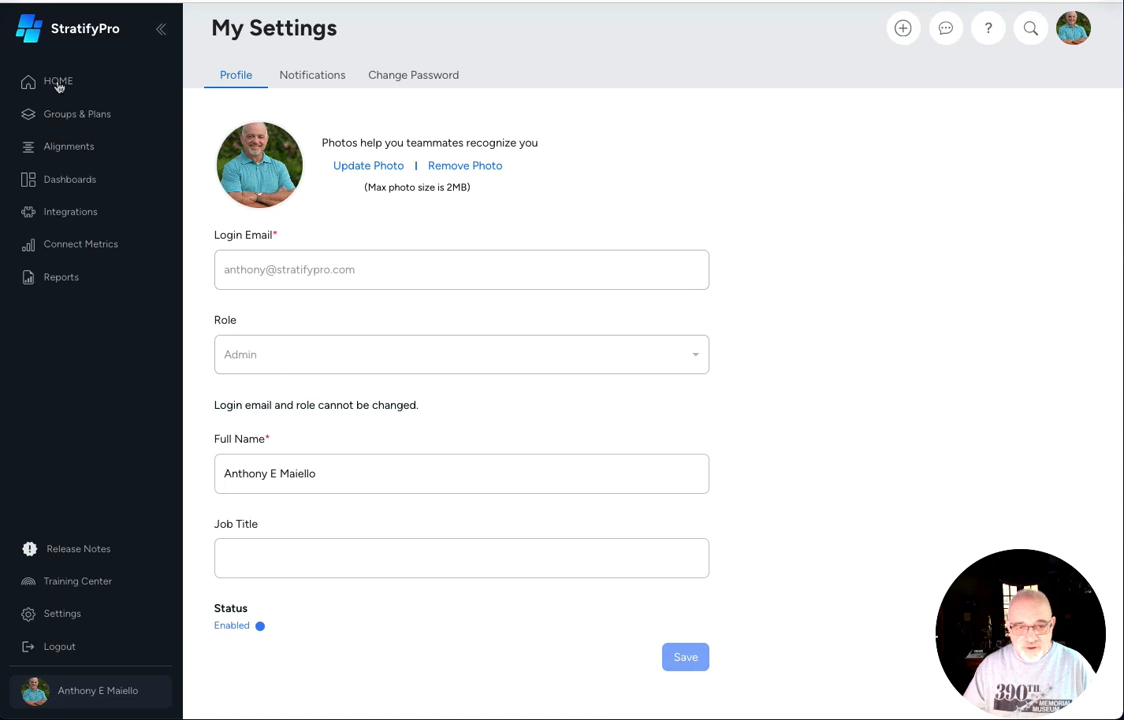 StratifyPro
HOME
Groups & Plans
Alignments
Dashboards
Integrations
Connect Metrics
Reports
Release Notes
Training Center
Settings
Logout
Anthony E Maiello
My Settings
?
Profile
Notifications
Change Password
Photos help you teammates recognize you
Update Photo | Remove Photo
(Max photo size is 2MB)
Login Email*
anthony@stratifypro.com
Role
Admin
Login email and role cannot be changed.
Full Name*
Anthony E Maiello
Job Title
Status
Enabled
Save
390TH
MEMORIAL
MUSEUM